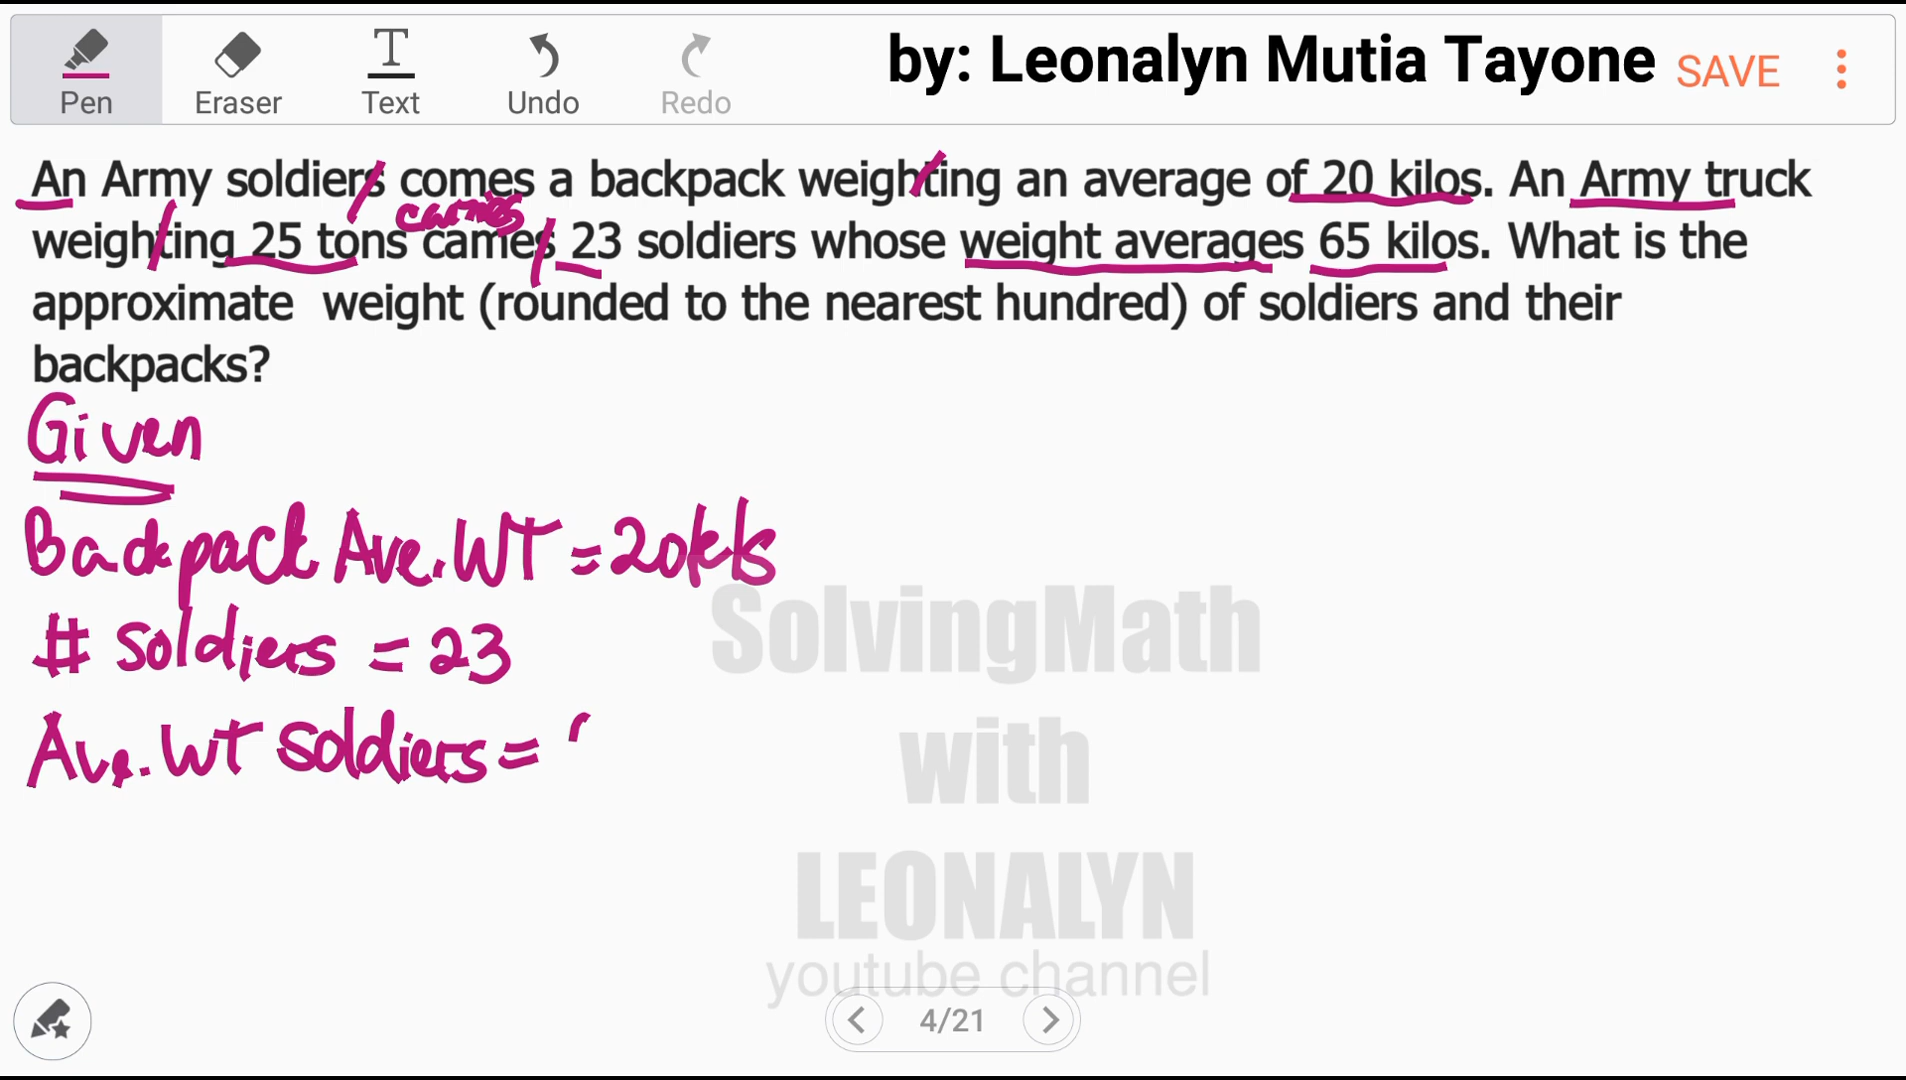 by: Leonalyn Mutia Tayone
SAVE
Pen
Eraser
Text
Undo
Redo
An Army soldiers comes a backpack weighting an average of 20 kilos. An Army truck
carries
weighting 25 tons cames 23 soldiers whose weight averages 65 kilos. What is the
approximate weight (rounded to the nearest hundred) of soldiers and their
backpacks?
Given
Backpack Ave. WT = 20kls
# soldiers = 23
Ave. WT soldiers =
SolvingMath
with
LEONALYN
youtube channel
4/21